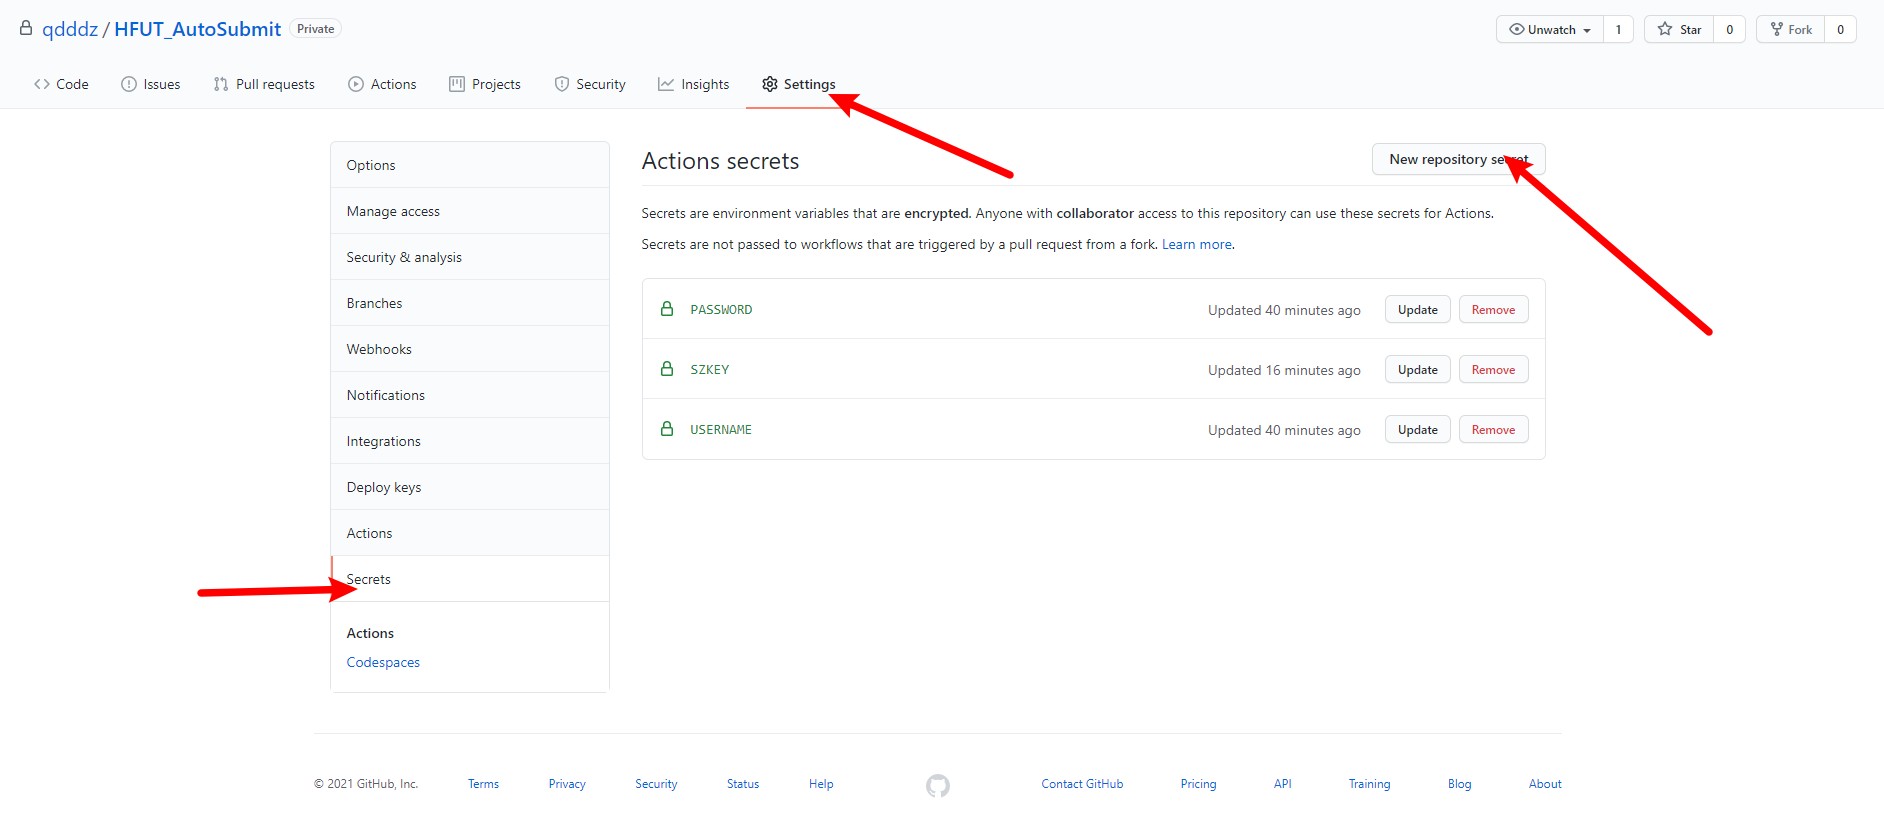 qdddz / HFUT_AutoSubmit Private Unwatch 1 Star 0 Fork 0
Code Issues Pull requests Actions Projects Security Insights Settings
Options
Manage access
Security & analysis
Branches
Webhooks
Notifications
Integrations
Deploy keys
Actions
Secrets
Actions
Codespaces
Actions secrets New repository secret
Secrets are environment variables that are encrypted. Anyone with collaborator access to this repository can use these secrets for Actions.
Secrets are not passed to workflows that are triggered by a pull request from a fork. Learn more.
PASSWORD Updated 40 minutes ago Update Remove
SZKEY Updated 16 minutes ago Update Remove
USERNAME Updated 40 minutes ago Update Remove
© 2021 GitHub, Inc. Terms Privacy Security Status Help Contact GitHub Pricing API Training Blog About